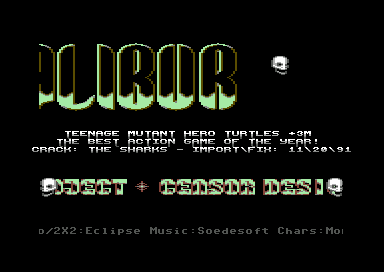 ALIBUR
TEENAGE MUTANT HERO TURTLES +3M
THE BEST ACTION GAME OF THE YEAR!
CRACK: THE SHARKS - IMPORT\FIX: 11\20\91
OJECT + CENSOR DESI
o/2X2:Eclipse Music:Soedesoft Chars:Mo